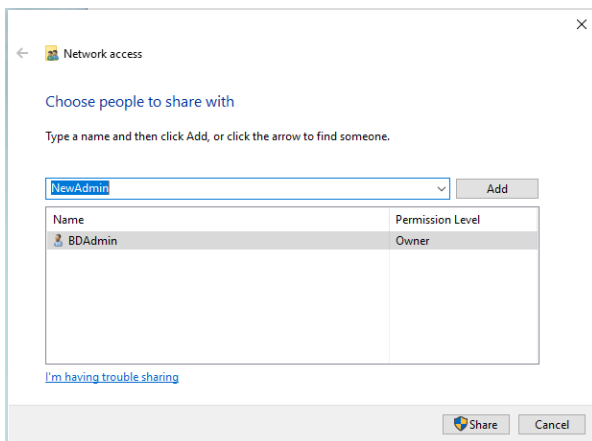 Network access
Choose people to share with
Type a name and then click Add, or click the arrow to find someone.
NewAdmin Add
Name Permission Level
BDAdmin Owner
I'm having trouble sharing
Share Cancel